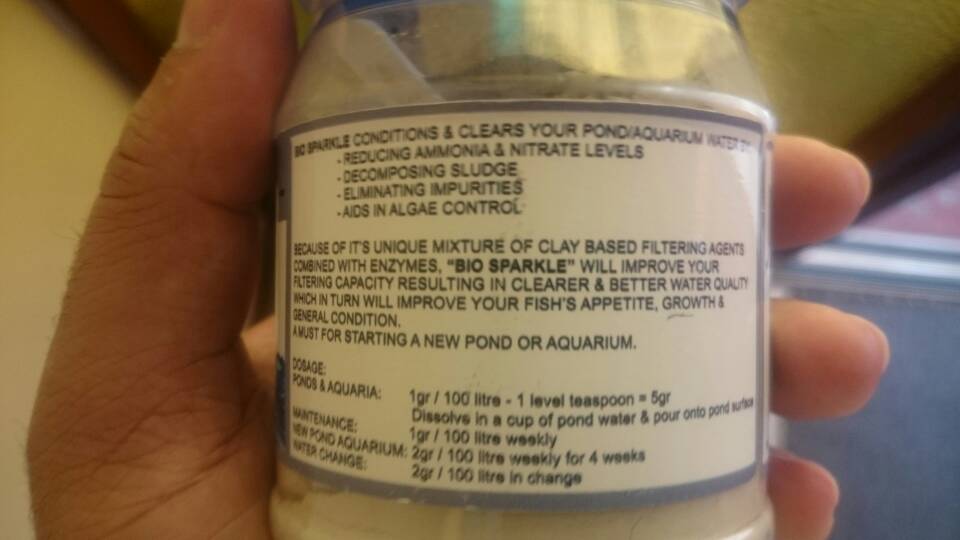 BIO SPARKLE CONDITIONS & CLEARS YOUR POND/AQUARIUM WATER BY:
- REDUCING AMMONIA & NITRATE LEVELS
- DECOMPOSING SLUDGE
- ELIMINATING IMPURITIES
- AIDS IN ALGAE CONTROL
BECAUSE OF IT'S UNIQUE MIXTURE OF CLAY BASED FILTERING AGENTS
COMBINED WITH ENZYMES, "BIO SPARKLE" WILL IMPROVE YOUR
FILTERING CAPACITY RESULTING IN CLEARER & BETTER WATER QUALITY
WHICH IN TURN WILL IMPROVE YOUR FISH'S APPETITE, GROWTH &
GENERAL CONDITION.
A MUST FOR STARTING A NEW POND OR AQUARIUM.
DOSAGE:
PONDS & AQUARIA: 1gr / 100 litre - 1 level teaspoon = 5gr
Dissolve in a cup of pond water & pour onto pond surface
MAINTENANCE: 1gr / 100 litre weekly
NEW POND AQUARIUM: 2gr / 100 litre weekly for 4 weeks
WATER CHANGE: 2gr / 100 litre in change